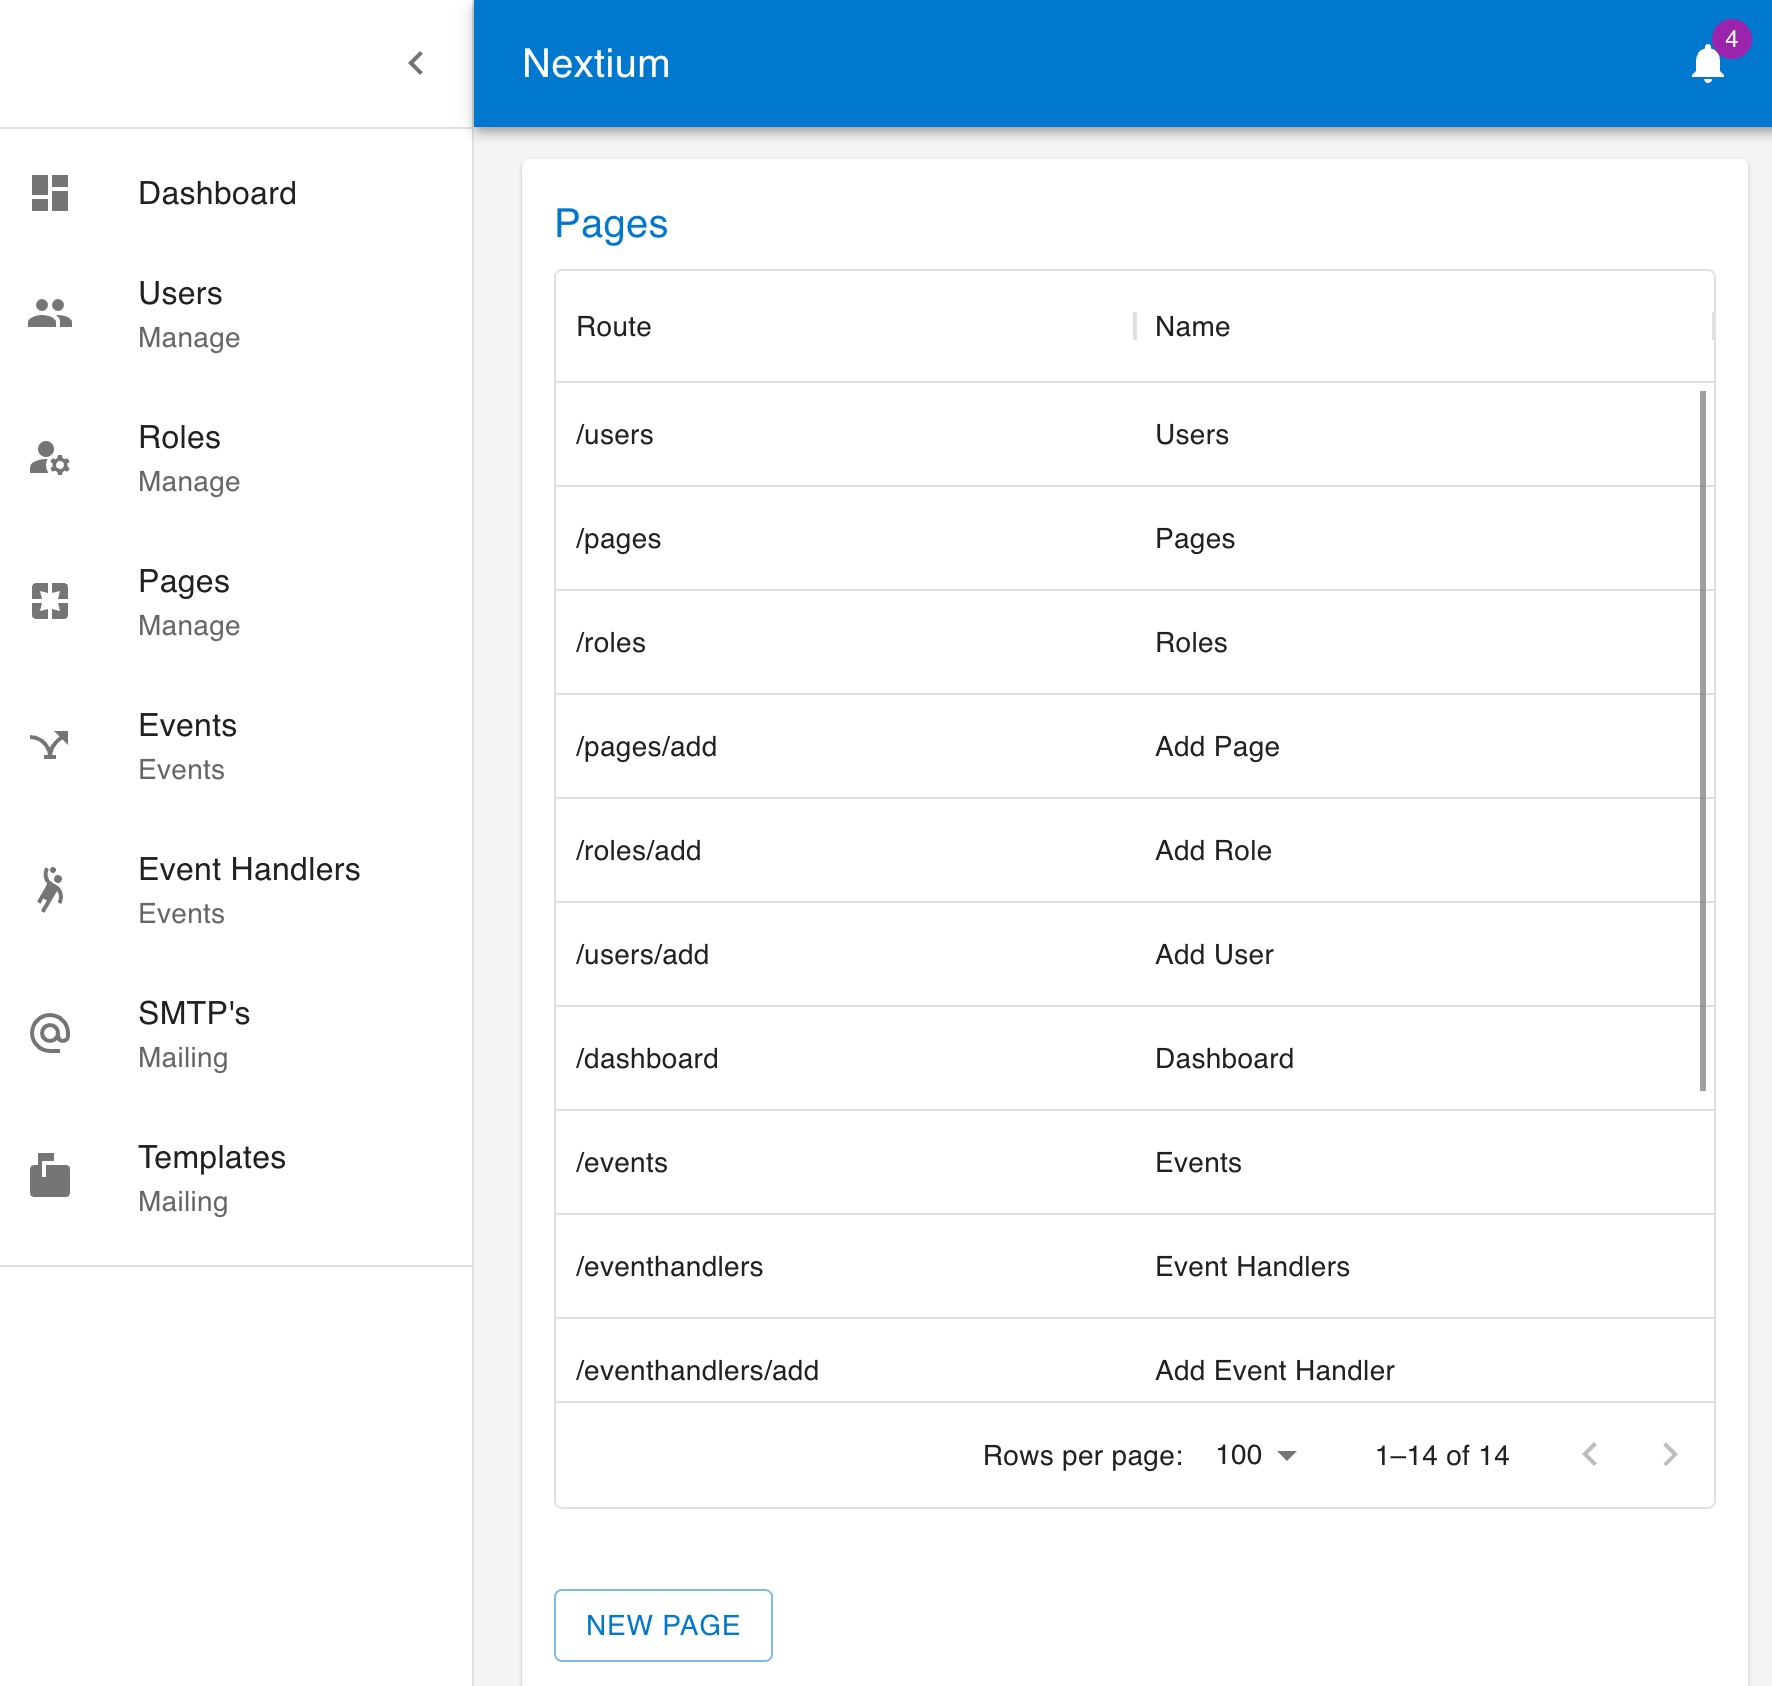 Nextium
4
Dashboard
Users
Manage
Roles
Manage
Pages
Manage
Events
Events
Event Handlers
Events
SMTP's
Mailing
Templates
Mailing
Pages
Route Name
/users Users
/pages Pages
/roles Roles
/pages/add Add Page
/roles/add Add Role
/users/add Add User
/dashboard Dashboard
/events Events
/eventhandlers Event Handlers
/eventhandlers/add Add Event Handler
Rows per page: 100 1–14 of 14
NEW PAGE